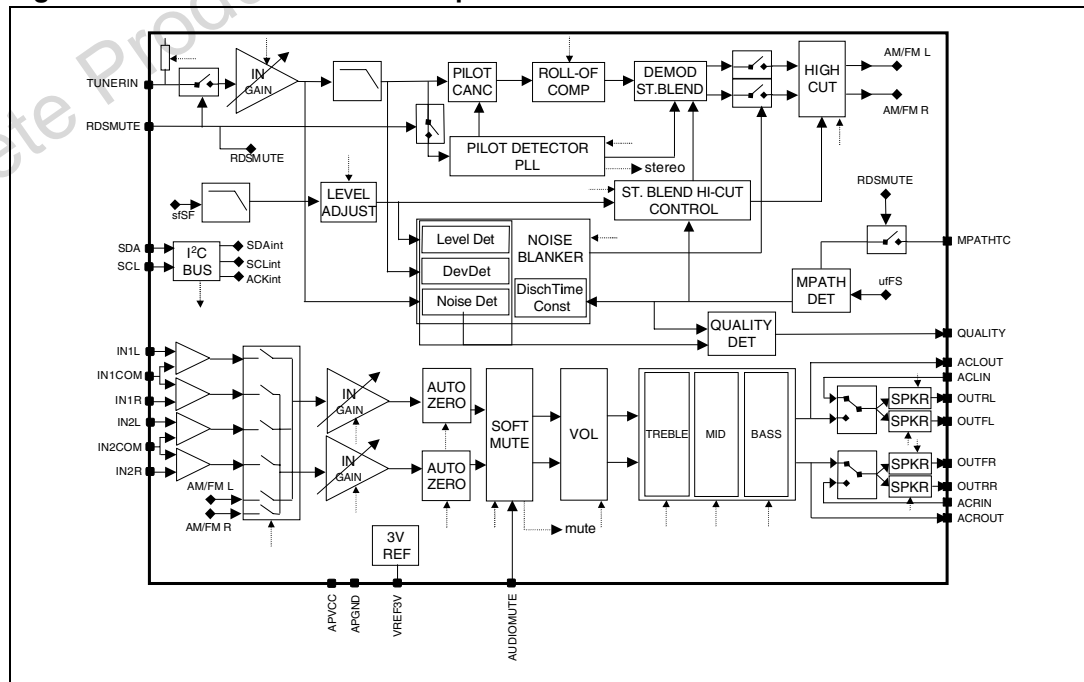 ete Produ
TUNERIN
IN
GAIN
PILOT
CANC
ROLL-OF
COMP
DEMOD
ST.BLEND
HIGH
CUT
AM/FM L
AM/FM R
RDSMUTE
RDSMUTE
PILOT DETECTOR
PLL
stereo
sfSF
LEVEL
ADJUST
ST. BLEND HI-CUT
CONTROL
RDSMUTE
MPATHTC
SDA
SCL
I²C
BUS
SDAint
SCLint
ACKint
Level Det
DevDet
Noise Det
NOISE
BLANKER
DischTime
Const
MPATH
DET
ufFS
QUALITY
DET
QUALITY
IN1L
IN1COM
IN1R
IN2L
IN2COM
IN2R
AM/FM L
AM/FM R
IN
GAIN
IN
GAIN
AUTO
ZERO
AUTO
ZERO
SOFT
MUTE
mute
VOL
TREBLE
MID
BASS
SPKR
SPKR
SPKR
SPKR
ACLOUT
ACLIN
OUTRL
OUTFL
OUTFR
OUTRR
ACRIN
ACROUT
3V
REF
APVCC
APGND
VREF3V
AUDIOMUTE